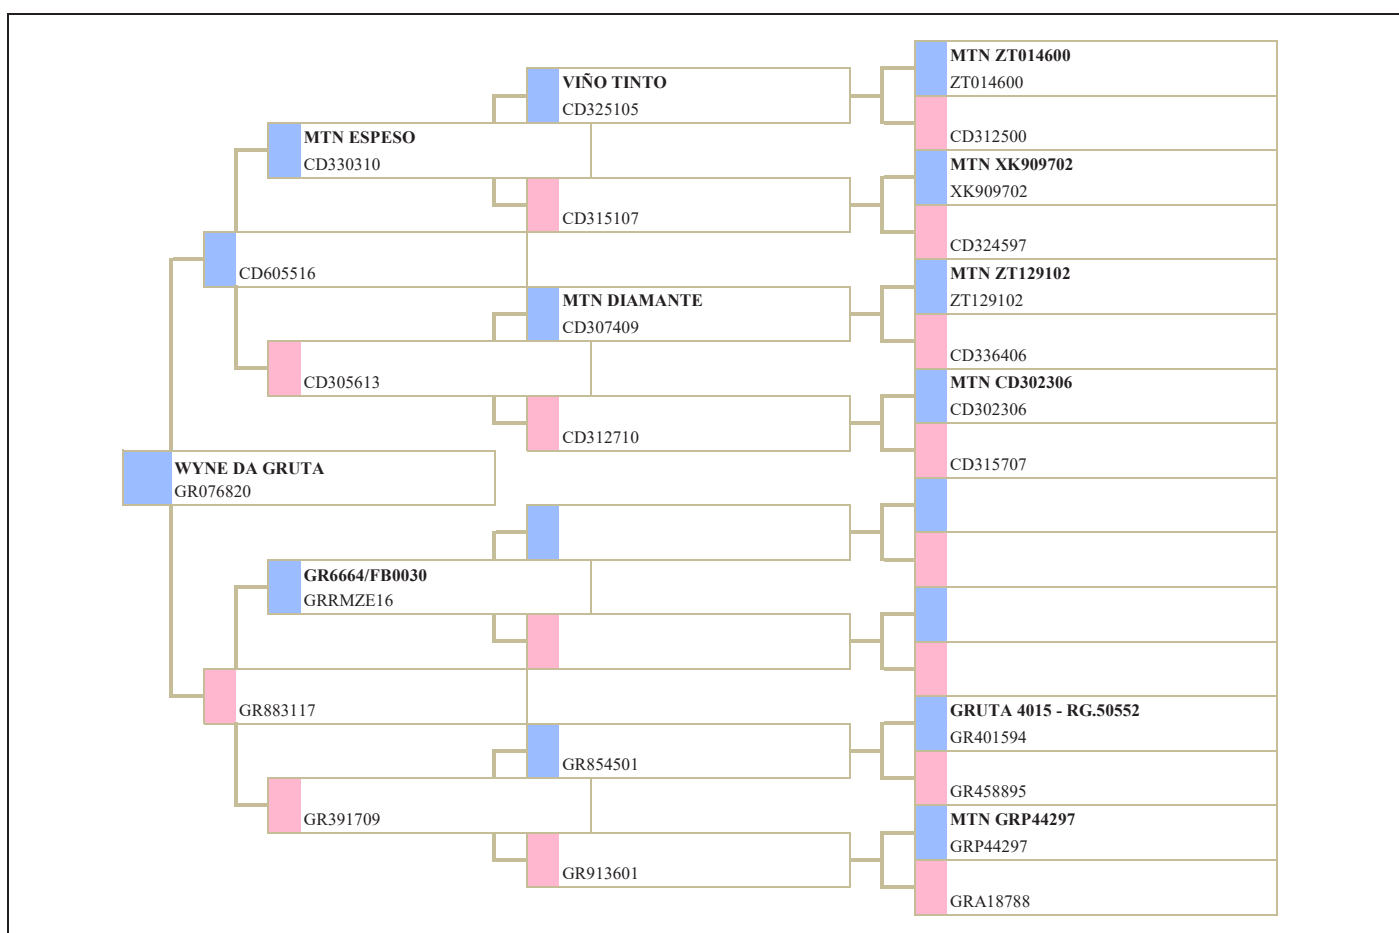 MTN ZT014600
ZT014600
VIÑO TINTO
CD325105
CD312500
MTN ESPESO
CD330310
MTN XK909702
XK909702
CD315107
CD324597
CD605516
MTN ZT129102
ZT129102
MTN DIAMANTE
CD307409
CD336406
CD305613
MTN CD302306
CD302306
CD312710
CD315707
WYNE DA GRUTA
GR076820
GR6664/FB0030
GRRMZE16
GR883117
GRUTA 4015 - RG.50552
GR401594
GR854501
GR458895
GR391709
MTN GRP44297
GRP44297
GR913601
GRA18788